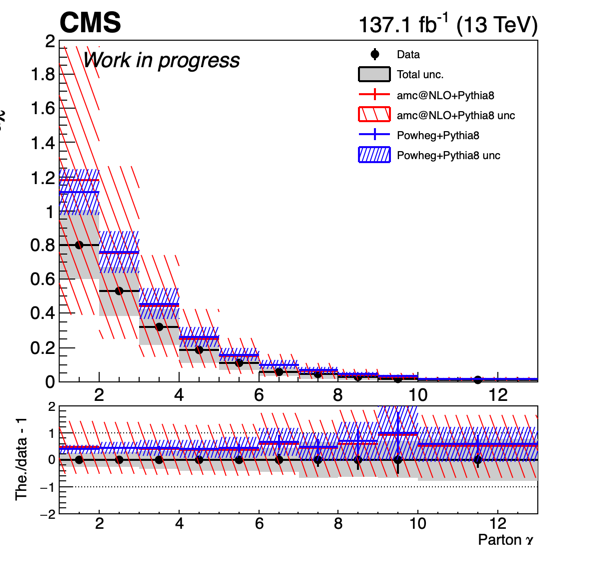 CMS
137.1 fb⁻¹ (13 TeV)
Work in progress
Data
Total unc.
amc@NLO+Pythia8
amc@NLO+Pythia8 unc
Powheg+Pythia8
Powheg+Pythia8 unc
2
1.8
1.6
1.4
1.2
1
0.8
0.6
0.4
0.2
0
2 4 6 8 10 12
The./data - 1
2
1
0
−1
−2
2 4 6 8 10 12
Parton γ